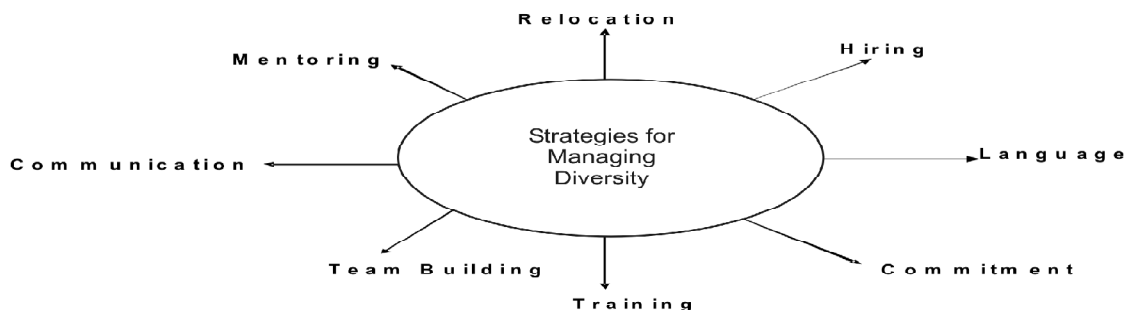 Relocation
Hiring
Mentoring
Strategies for
Managing
Diversity
Communication
Language
Team Building
Commitment
Training